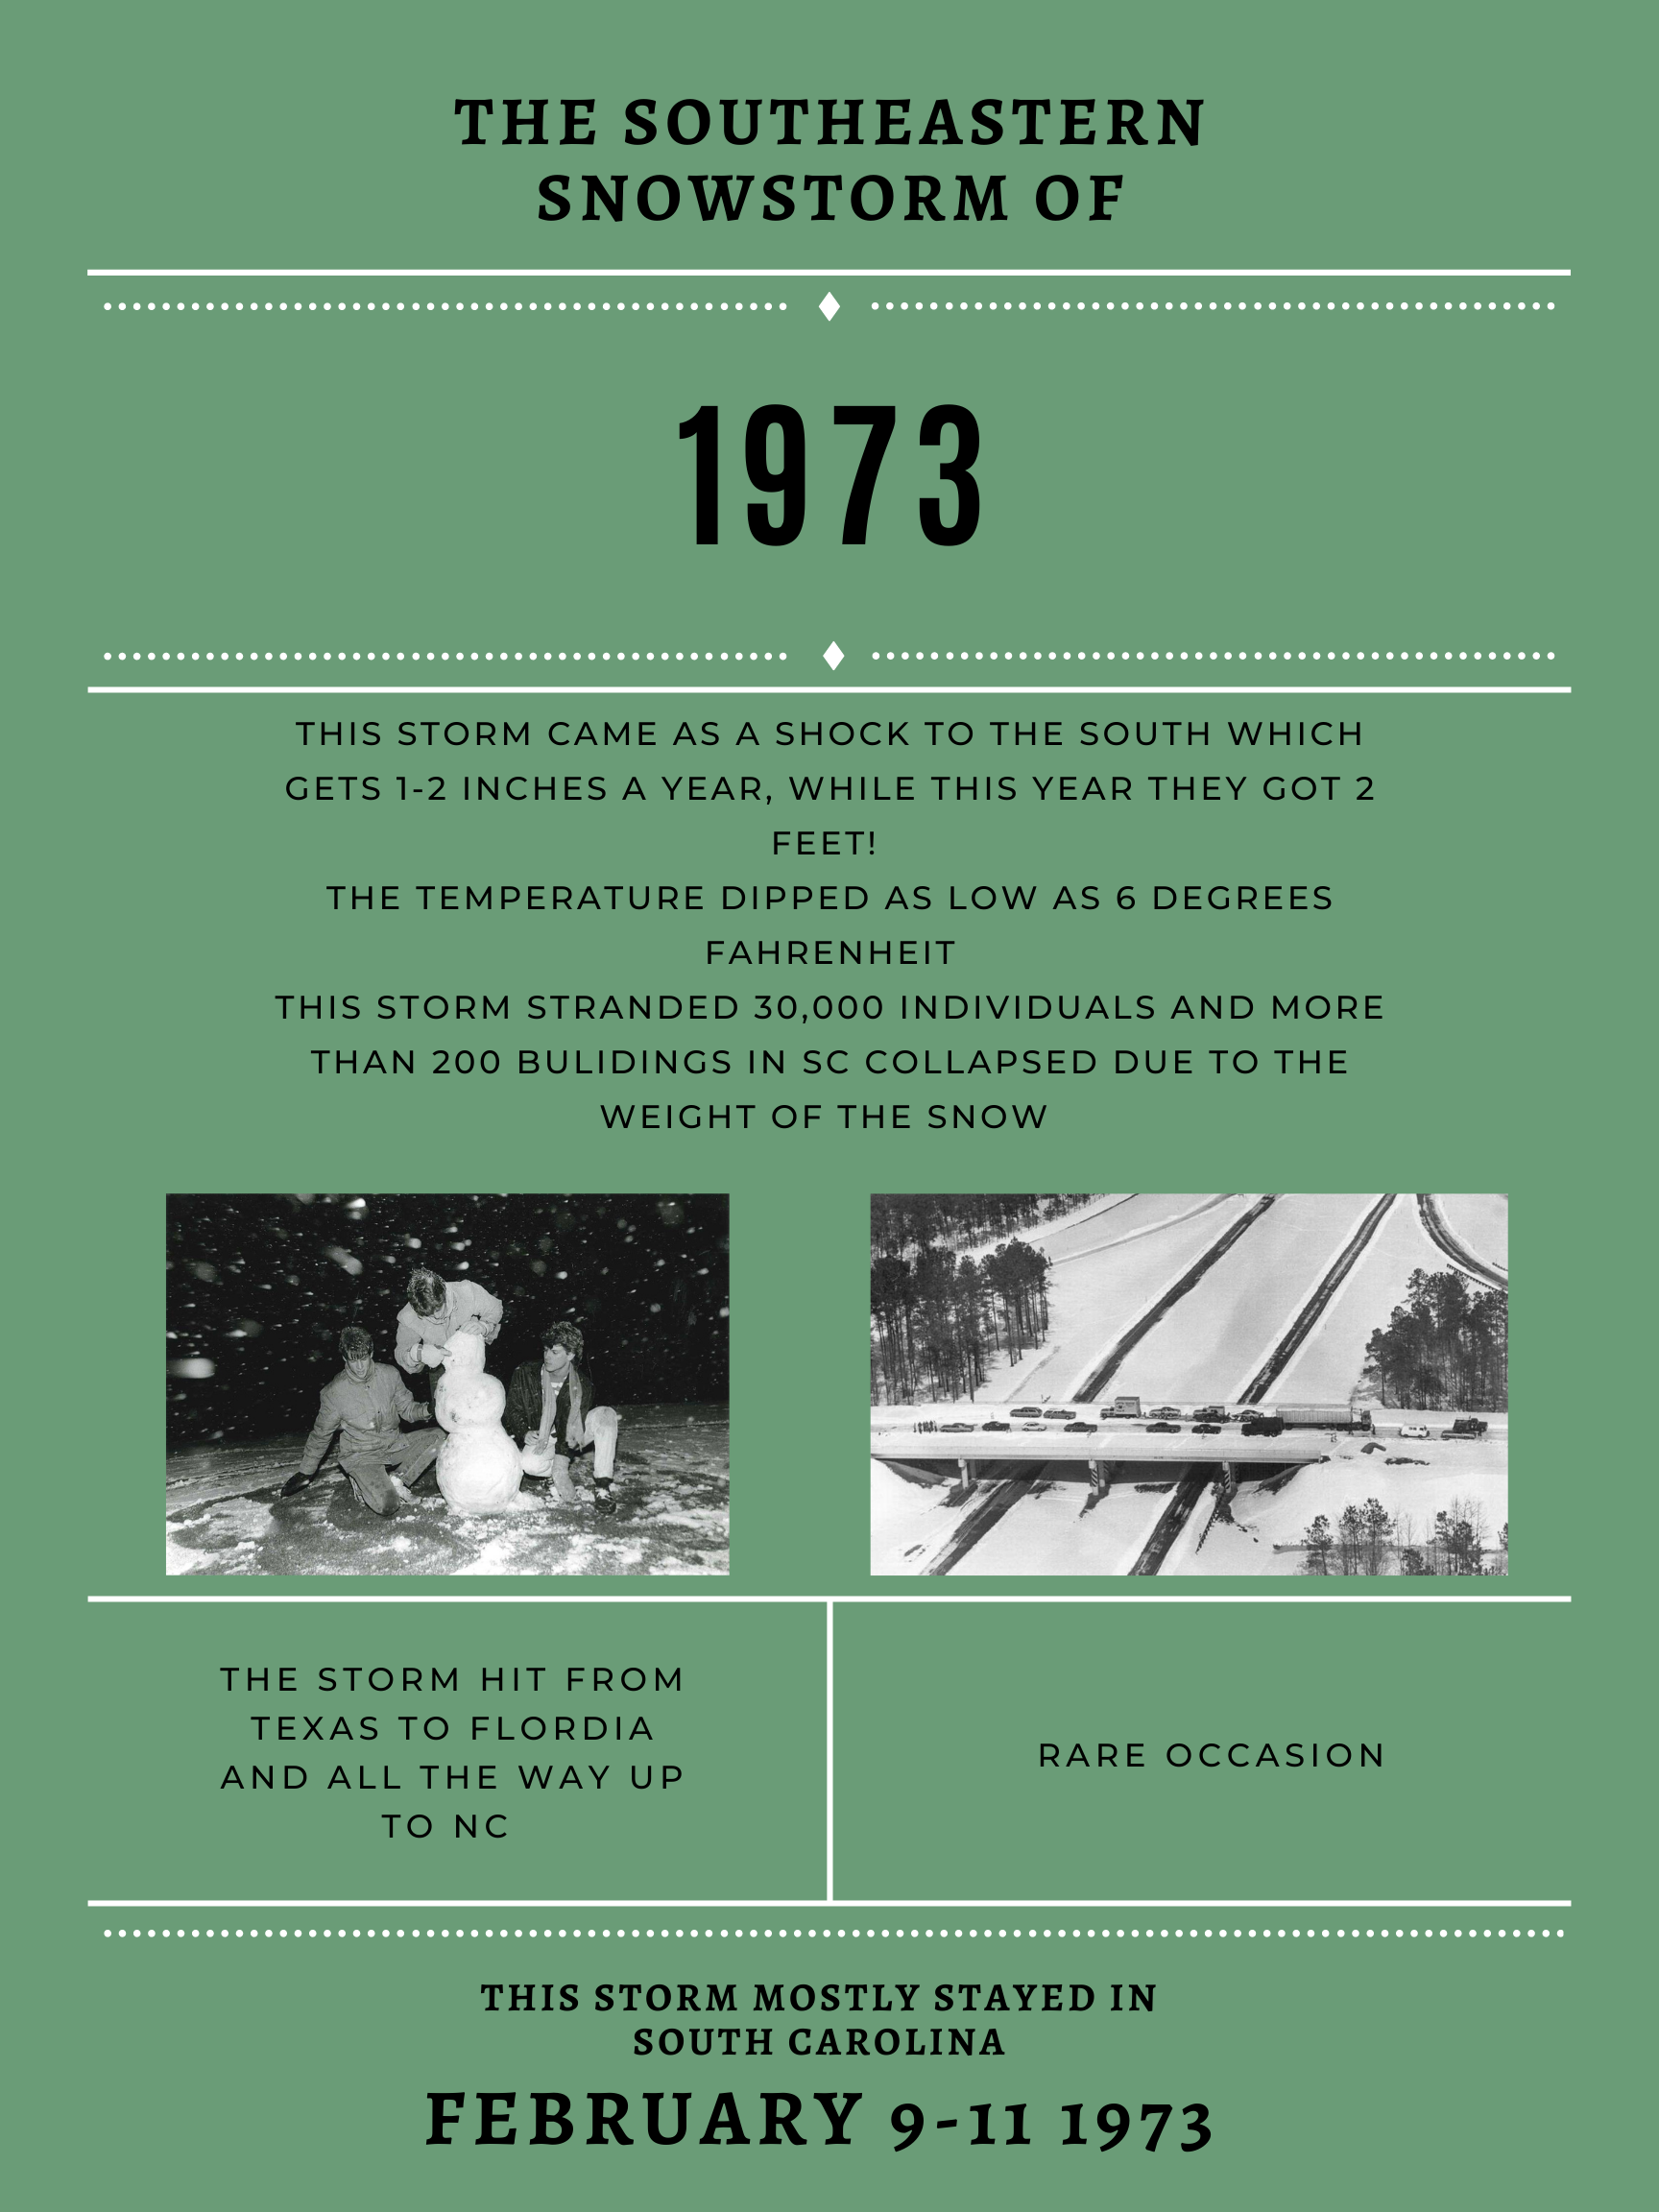 THE SOUTHEASTERN
SNOWSTORM OF
1973
THIS STORM CAME AS A SHOCK TO THE SOUTH WHICH
GETS 1-2 INCHES A YEAR, WHILE THIS YEAR THEY GOT 2
FEET!
THE TEMPERATURE DIPPED AS LOW AS 6 DEGREES
FAHRENHEIT
THIS STORM STRANDED 30,000 INDIVIDUALS AND MORE
THAN 200 BULIDINGS IN SC COLLAPSED DUE TO THE
WEIGHT OF THE SNOW
THE STORM HIT FROM
TEXAS TO FLORDIA
AND ALL THE WAY UP
TO NC
RARE OCCASION
THIS STORM MOSTLY STAYED IN
SOUTH CAROLINA
FEBRUARY 9-11 1973